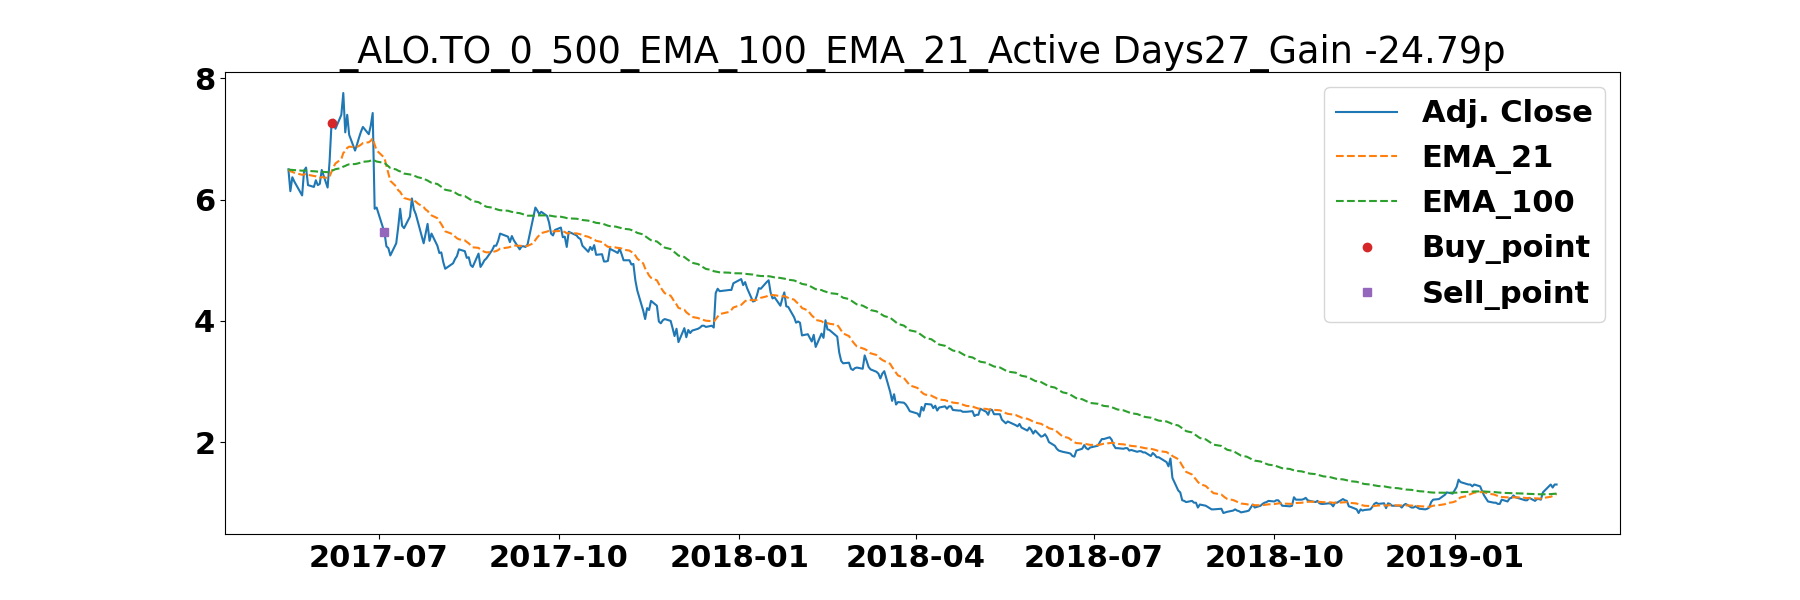 _ALO.TO_0_500_EMA_100_EMA_21_Active Days27_Gain -24.79p
8
6
4
2
Adj. Close
EMA_21
EMA_100
Buy_point
Sell_point
2017-07 2017-10 2018-01 2018-04 2018-07 2018-10 2019-01